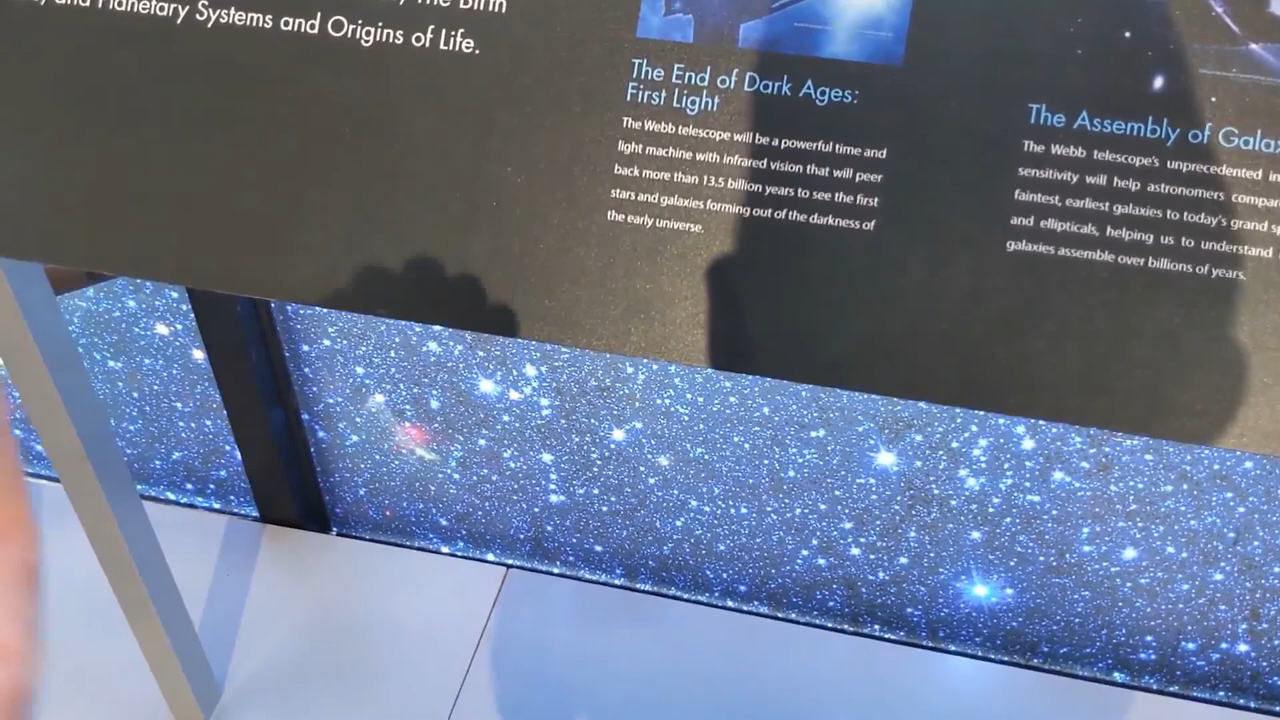 The Birth
and Planetary Systems and Origins of Life.
The End of Dark Ages:
First Light
The Webb telescope will be a powerful time and
light machine with infrared vision that will peer
back more than 13.5 billion years to see the first
stars and galaxies forming out of the darkness of
the early universe.
The Assembly of
The Webb telescope's unprecedented
sensitivity will help astronomers
faintest, earliest galaxies to today's grand
and ellipticals, helping us to understand
galaxies assemble over billions of years.